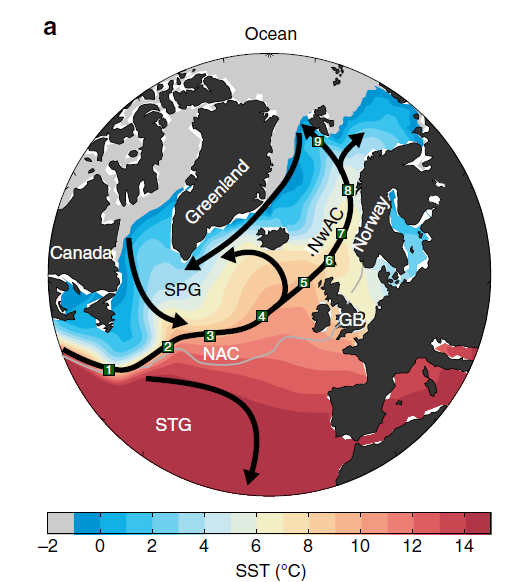 a
Ocean
Greenland
Canada
Norway
.NwAC
SPG
GB
NAC
STG
9
8
7
6
5
4
3
2
1
−2 0 2 4 6 8 10 12 14
SST (°C)